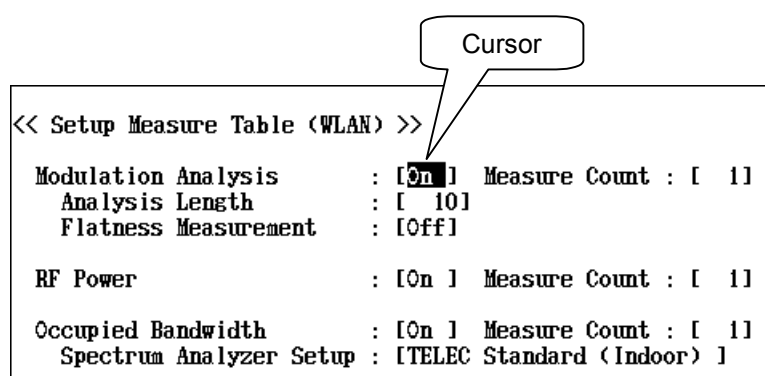 Cursor
<< Setup Measure Table (WLAN) >>
Modulation Analysis : [On ] Measure Count : [ 1]
Analysis Length : [ 10]
Flatness Measurement : [Off]
RF Power : [On ] Measure Count : [ 1]
Occupied Bandwidth : [On ] Measure Count : [ 1]
Spectrum Analyzer Setup : [TELEC Standard (Indoor) ]